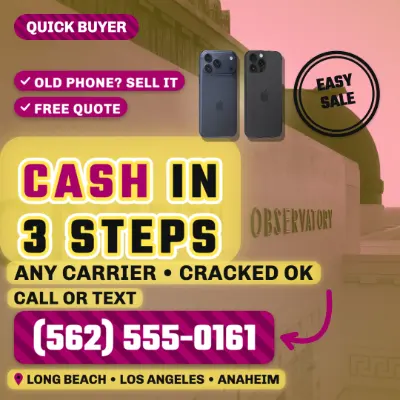 QUICK BUYER
OLD PHONE? SELL IT
FREE QUOTE
EASY
SALE
CASH IN
3 STEPS
OBSERVATORY
ANY CARRIER • CRACKED OK
CALL OR TEXT
(562) 555-0161
LONG BEACH • LOS ANGELES • ANAHEIM